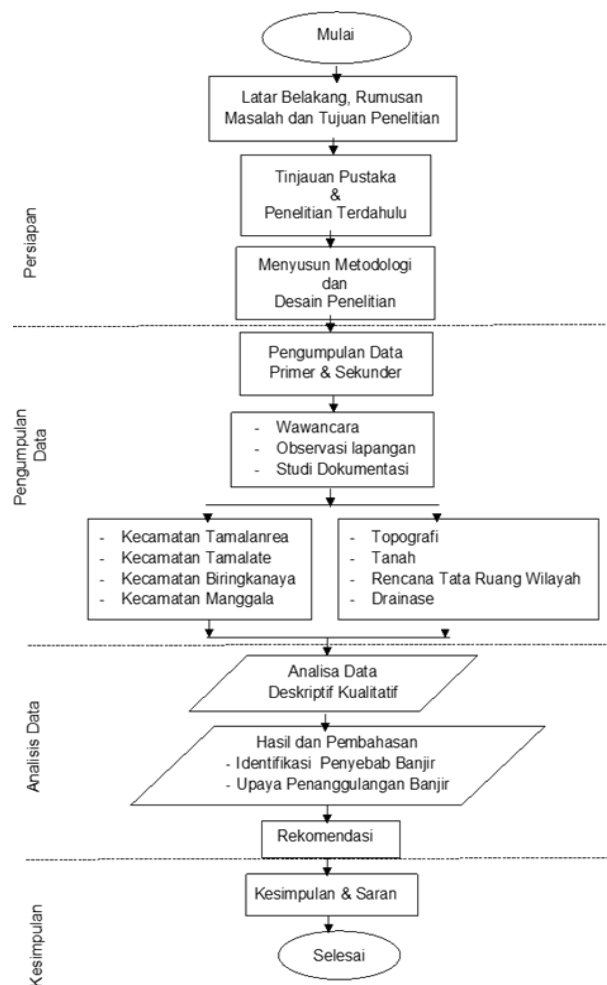 Mulai
Latar Belakang, Rumusan
Masalah dan Tujuan Penelitian
Tinjauan Pustaka
&
Penelitian Terdahulu
Menyusun Metodologi
dan
Desain Penelitian
Persiapan
Pengumpulan Data
Primer & Sekunder
- Wawancara
- Observasi lapangan
- Studi Dokumentasi
Pengumpulan
Data
- Kecamatan Tamalanrea
- Kecamatan Tamalate
- Kecamatan Biringkanaya
- Kecamatan Manggala
- Topografi
- Tanah
- Rencana Tata Ruang Wilayah
- Drainase
Analisa Data
Deskriptif Kualitatif
Hasil dan Pembahasan
- Identifikasi Penyebab Banjir
- Upaya Penanggulangan Banjir
Rekomendasi
Analisis Data
Kesimpulan & Saran
Selesai
Kesimpulan